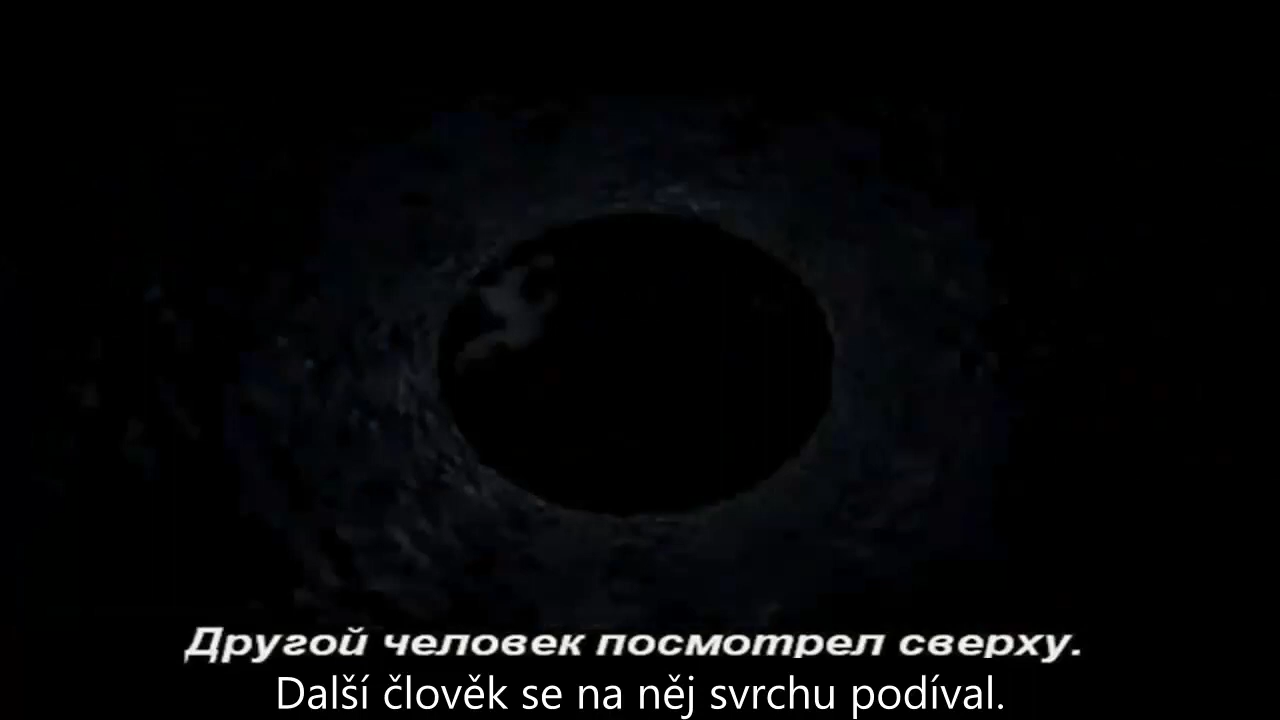 Другой человек посмотрел сверху.
Další člověk se na něj svrchu podíval.